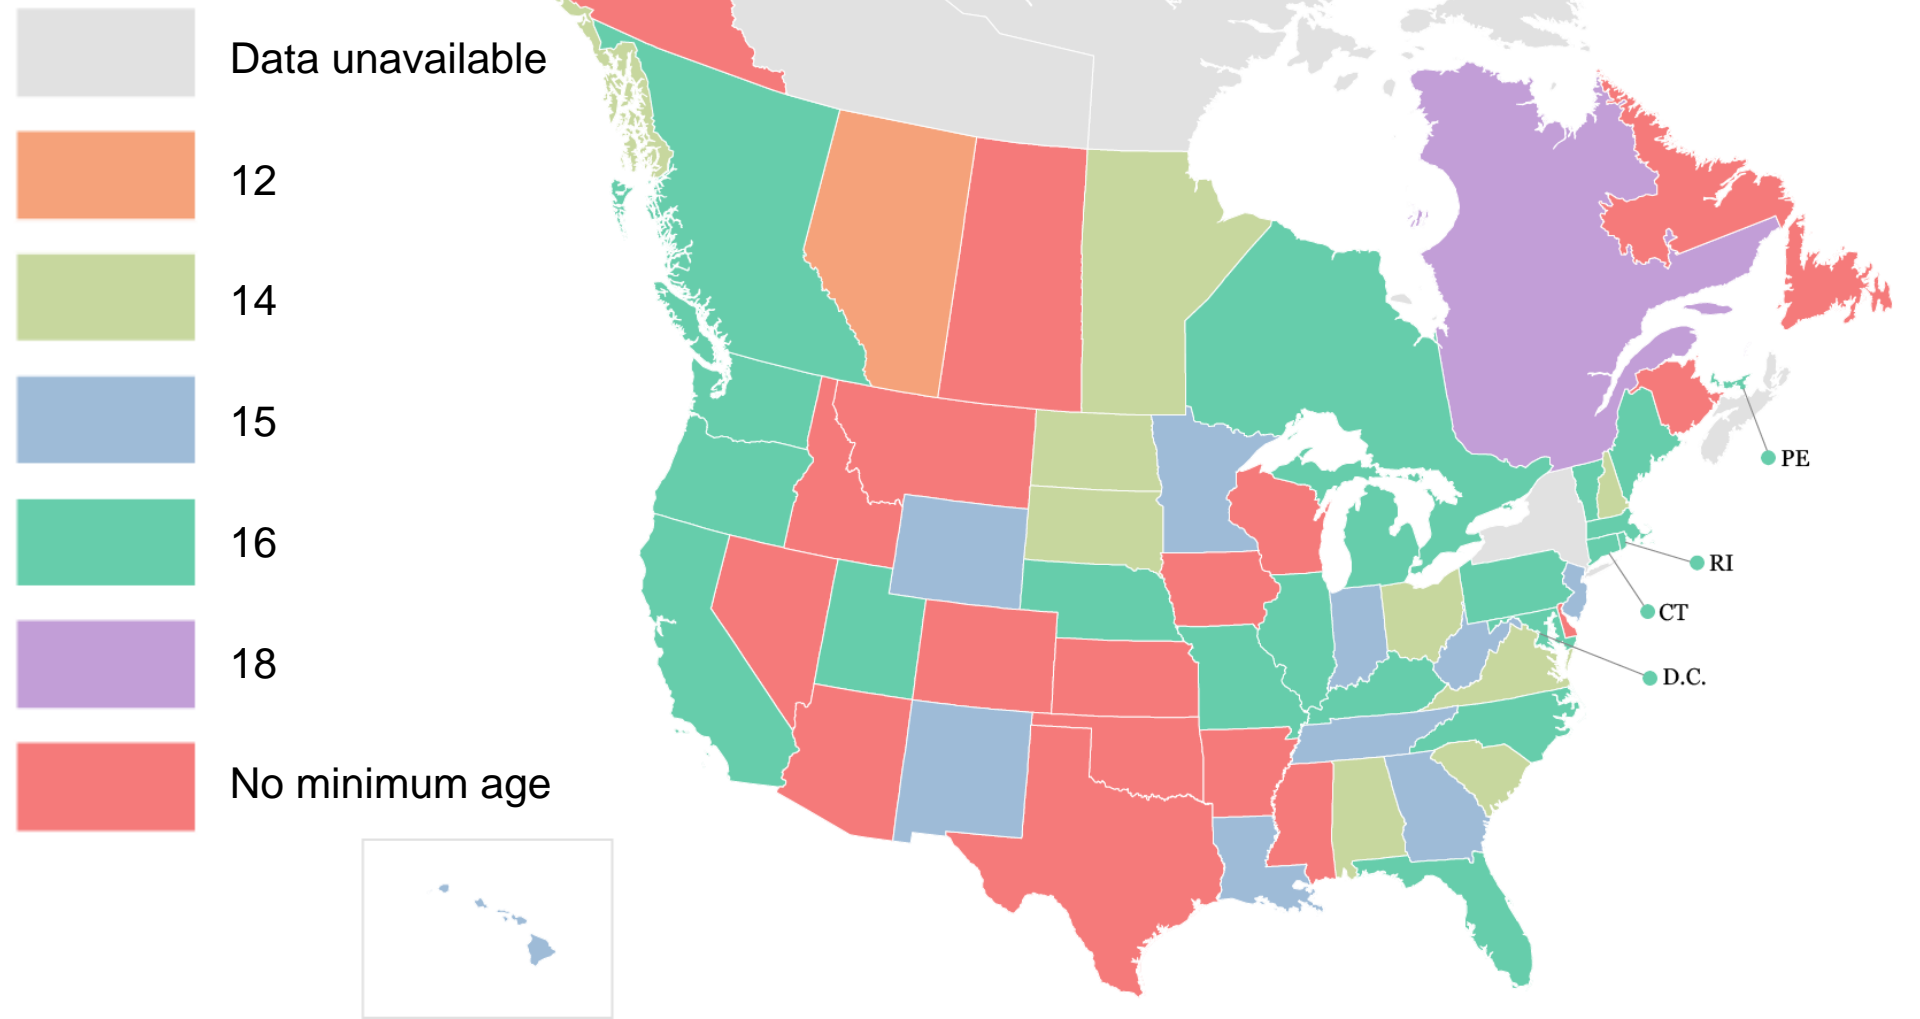 Data unavailable
12
14
15
16
18
No minimum age
PE
RI
CT
D.C.